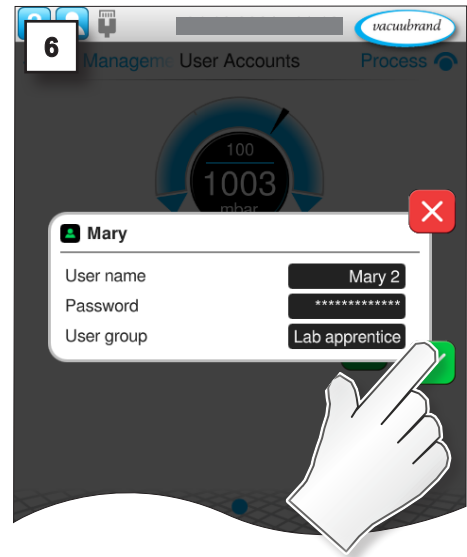 6
vacuubrand
Manageme User Accounts Process
100
1003
mbar
Mary
User name Mary 2
Password *************
User group Lab apprentice